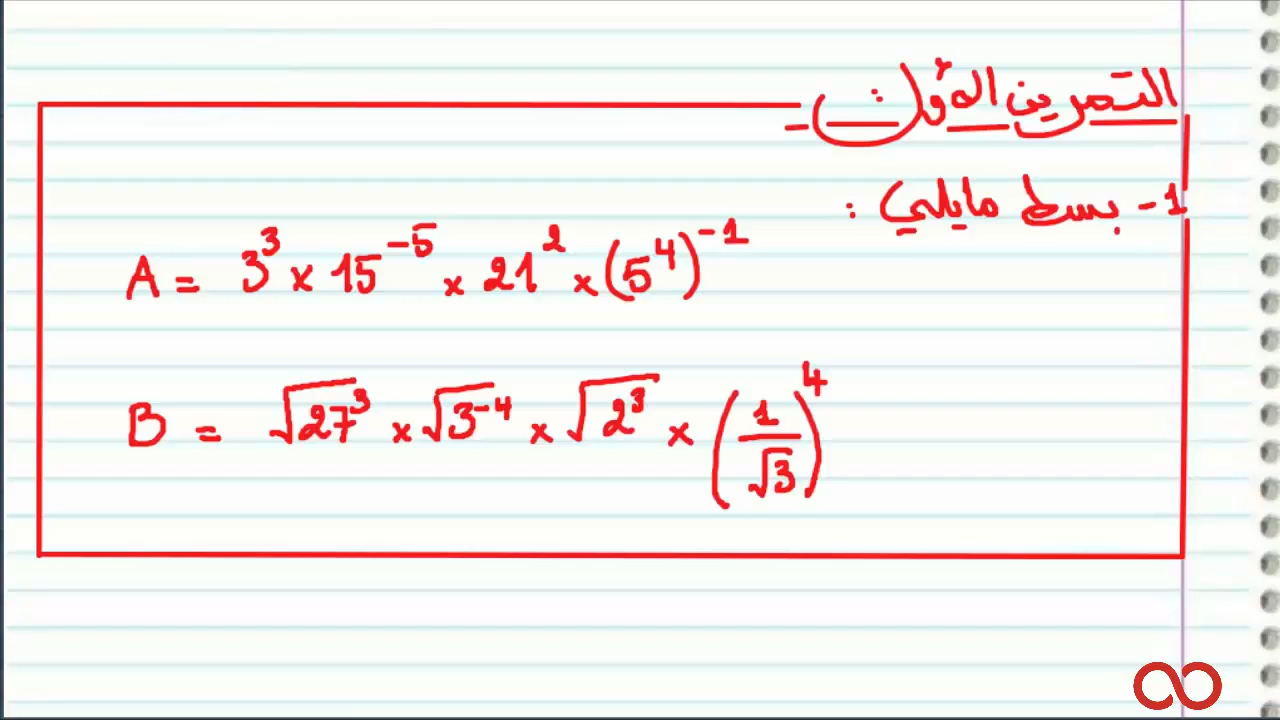 التمرين الأول :
1- بسط مايلي :
A = 3³ × 15⁻⁵ × 21² × (5⁴)⁻¹
B = √27³ × √3⁻⁴ × √2³ × (1/√3)⁴